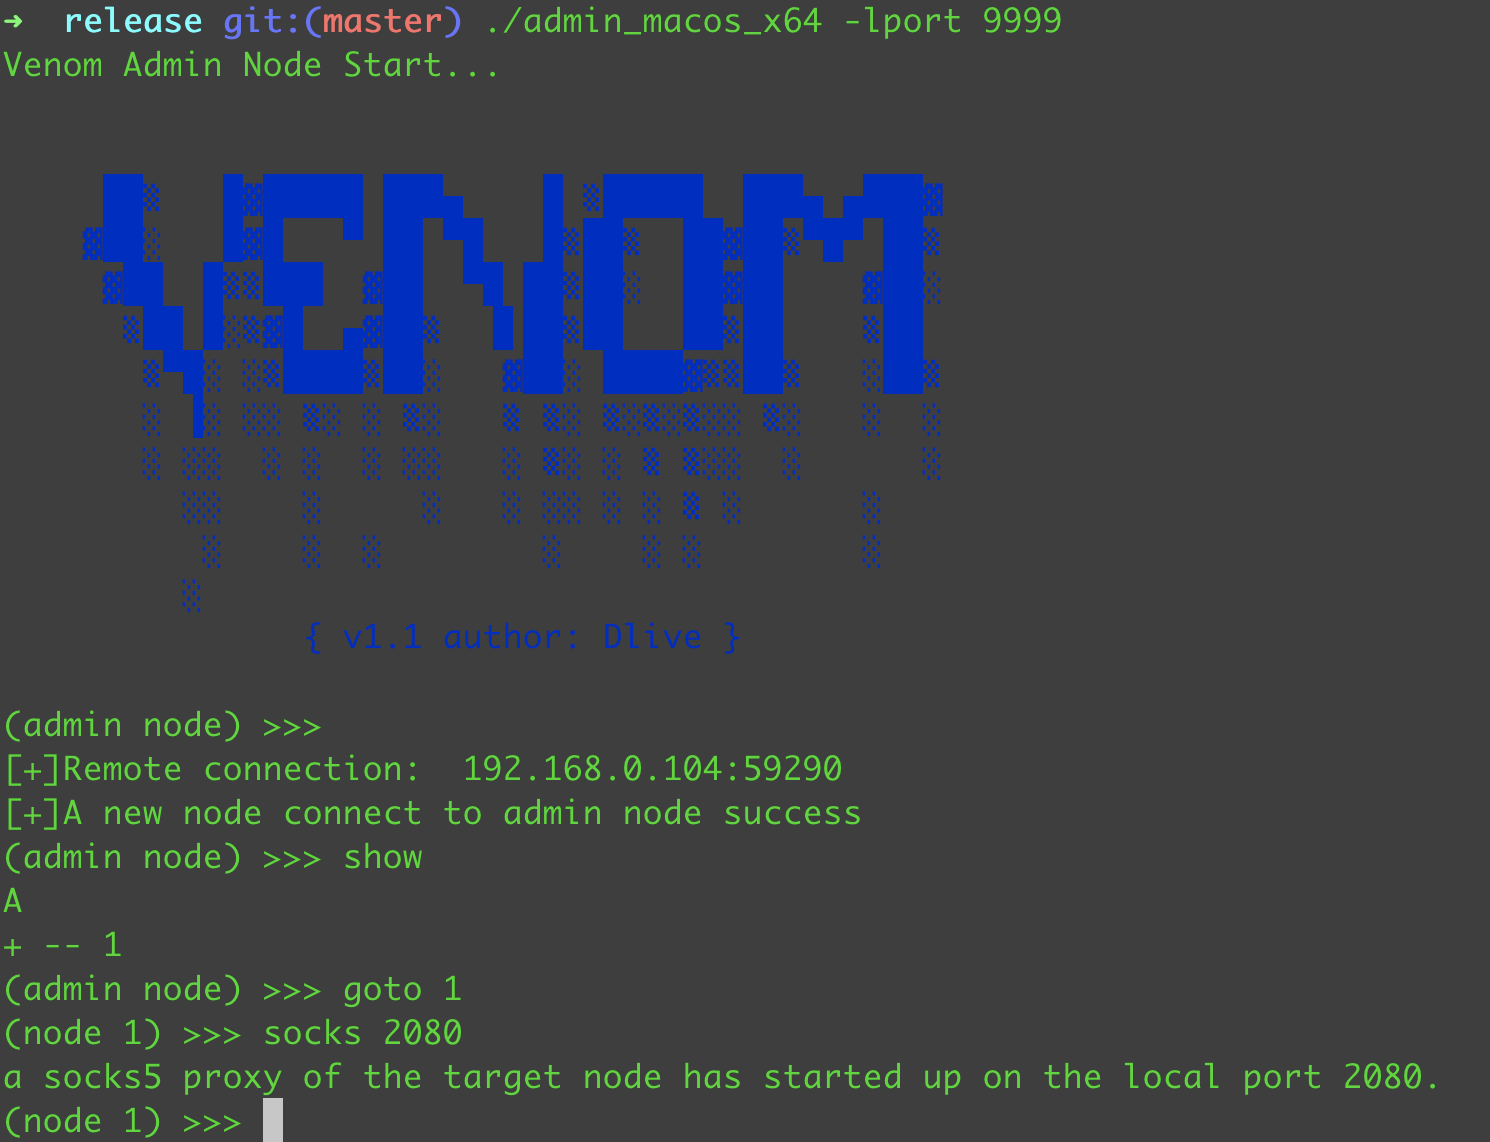 ➜  release git:(master) ./admin_macos_x64 -lport 9999
Venom Admin Node Start...
VENOM
{ v1.1 author: Dlive }
(admin node) >>>
[+]Remote connection:  192.168.0.104:59290
[+]A new node connect to admin node success
(admin node) >>> show
A
+ -- 1
(admin node) >>> goto 1
(node 1) >>> socks 2080
a socks5 proxy of the target node has started up on the local port 2080.
(node 1) >>>